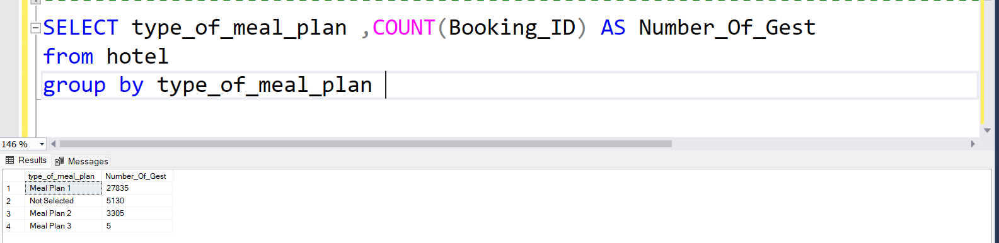 SELECT type_of_meal_plan ,COUNT(Booking_ID) AS Number_Of_Gest
from hotel
group by type_of_meal_plan
146 %
Results Messages
type_of_meal_plan Number_Of_Gest
1 Meal Plan 1 27835
2 Not Selected 5130
3 Meal Plan 2 3305
4 Meal Plan 3 5